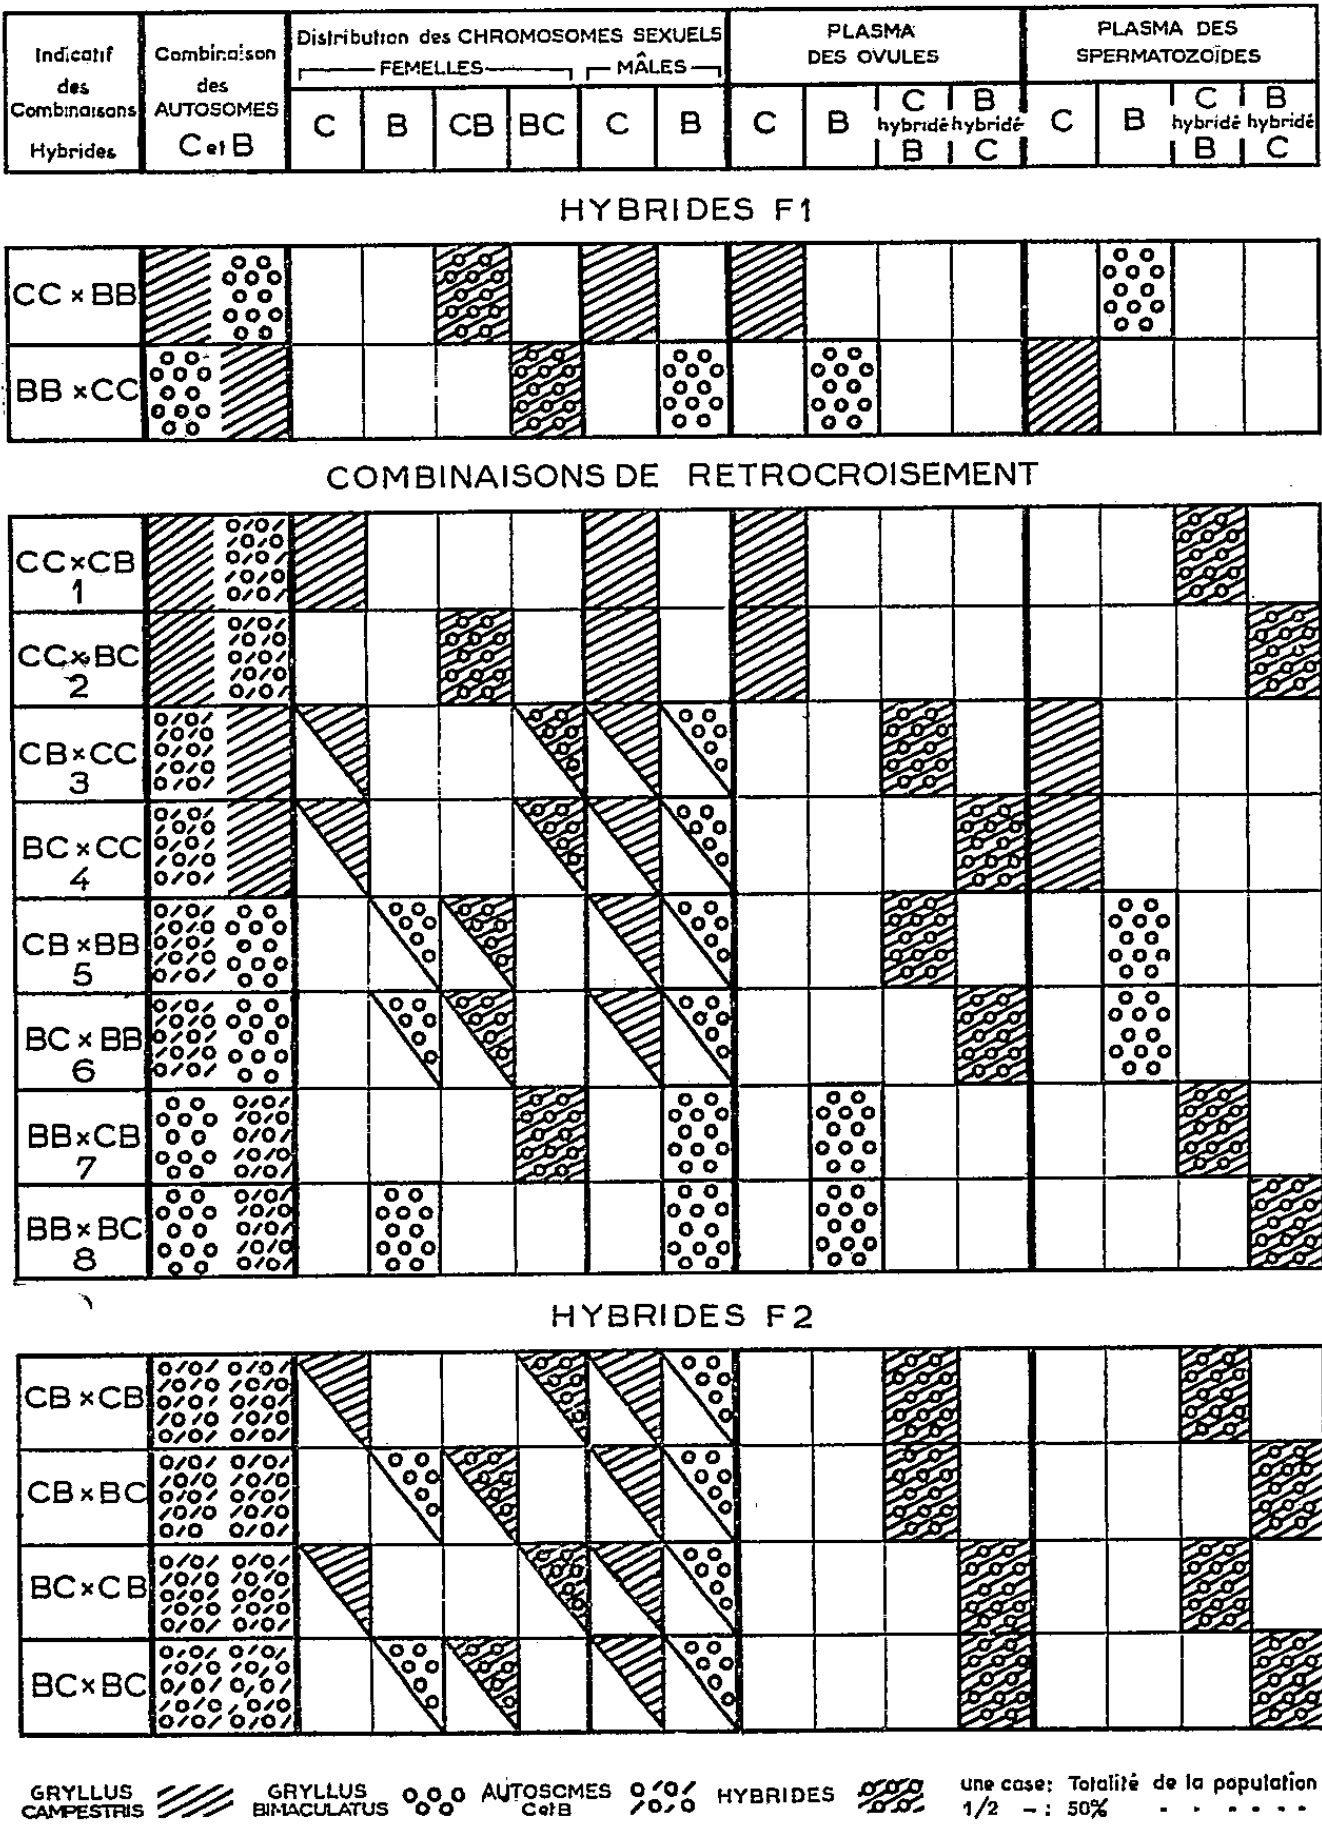 Indicatif
des
Combinaisons
Hybrides
Combinaison
des
AUTOSOMES
C et B
Distribution des CHROMOSOMES SEXUELS
FEMELLES
MÂLES
C B CB BC C B
PLASMA
DES OVULES
C B C hybridé B B hybridé C
PLASMA DES
SPERMATOZOÏDES
C B C hybridé B B hybridé C
HYBRIDES F1
CC × BB
BB × CC
COMBINAISONS DE RETROCROISEMENT
CC×CB
1
CC×BC
2
CB×CC
3
BC×CC
4
CB×BB
5
BC×BB
6
BB×CB
7
BB×BC
8
HYBRIDES F2
CB×CB
CB×BC
BC×CB
BC×BC
GRYLLUS
CAMPESTRIS
GRYLLUS
BIMACULATUS
AUTOSOMES
C et B
HYBRIDES
une case: Totalité de la population
1/2 - : 50% - - - - - -